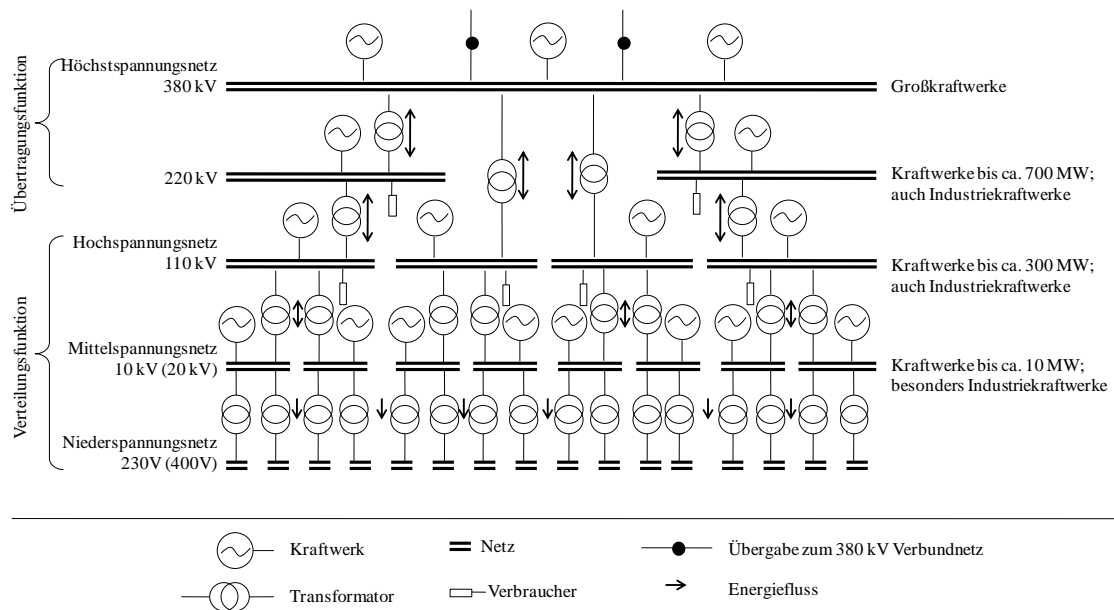 Übertragungsfunktion
Höchstspannungsnetz
380 kV
Großkraftwerke
220 kV
Kraftwerke bis ca. 700 MW;
auch Industriekraftwerke
Verteilungsfunktion
Hochspannungsnetz
110 kV
Kraftwerke bis ca. 300 MW;
auch Industriekraftwerke
Mittelspannungsnetz
10 kV (20 kV)
Kraftwerke bis ca. 10 MW;
besonders Industriekraftwerke
Niederspannungsnetz
230V (400V)
Kraftwerk
Netz
Übergabe zum 380 kV Verbundnetz
Transformator
Verbraucher
Energiefluss